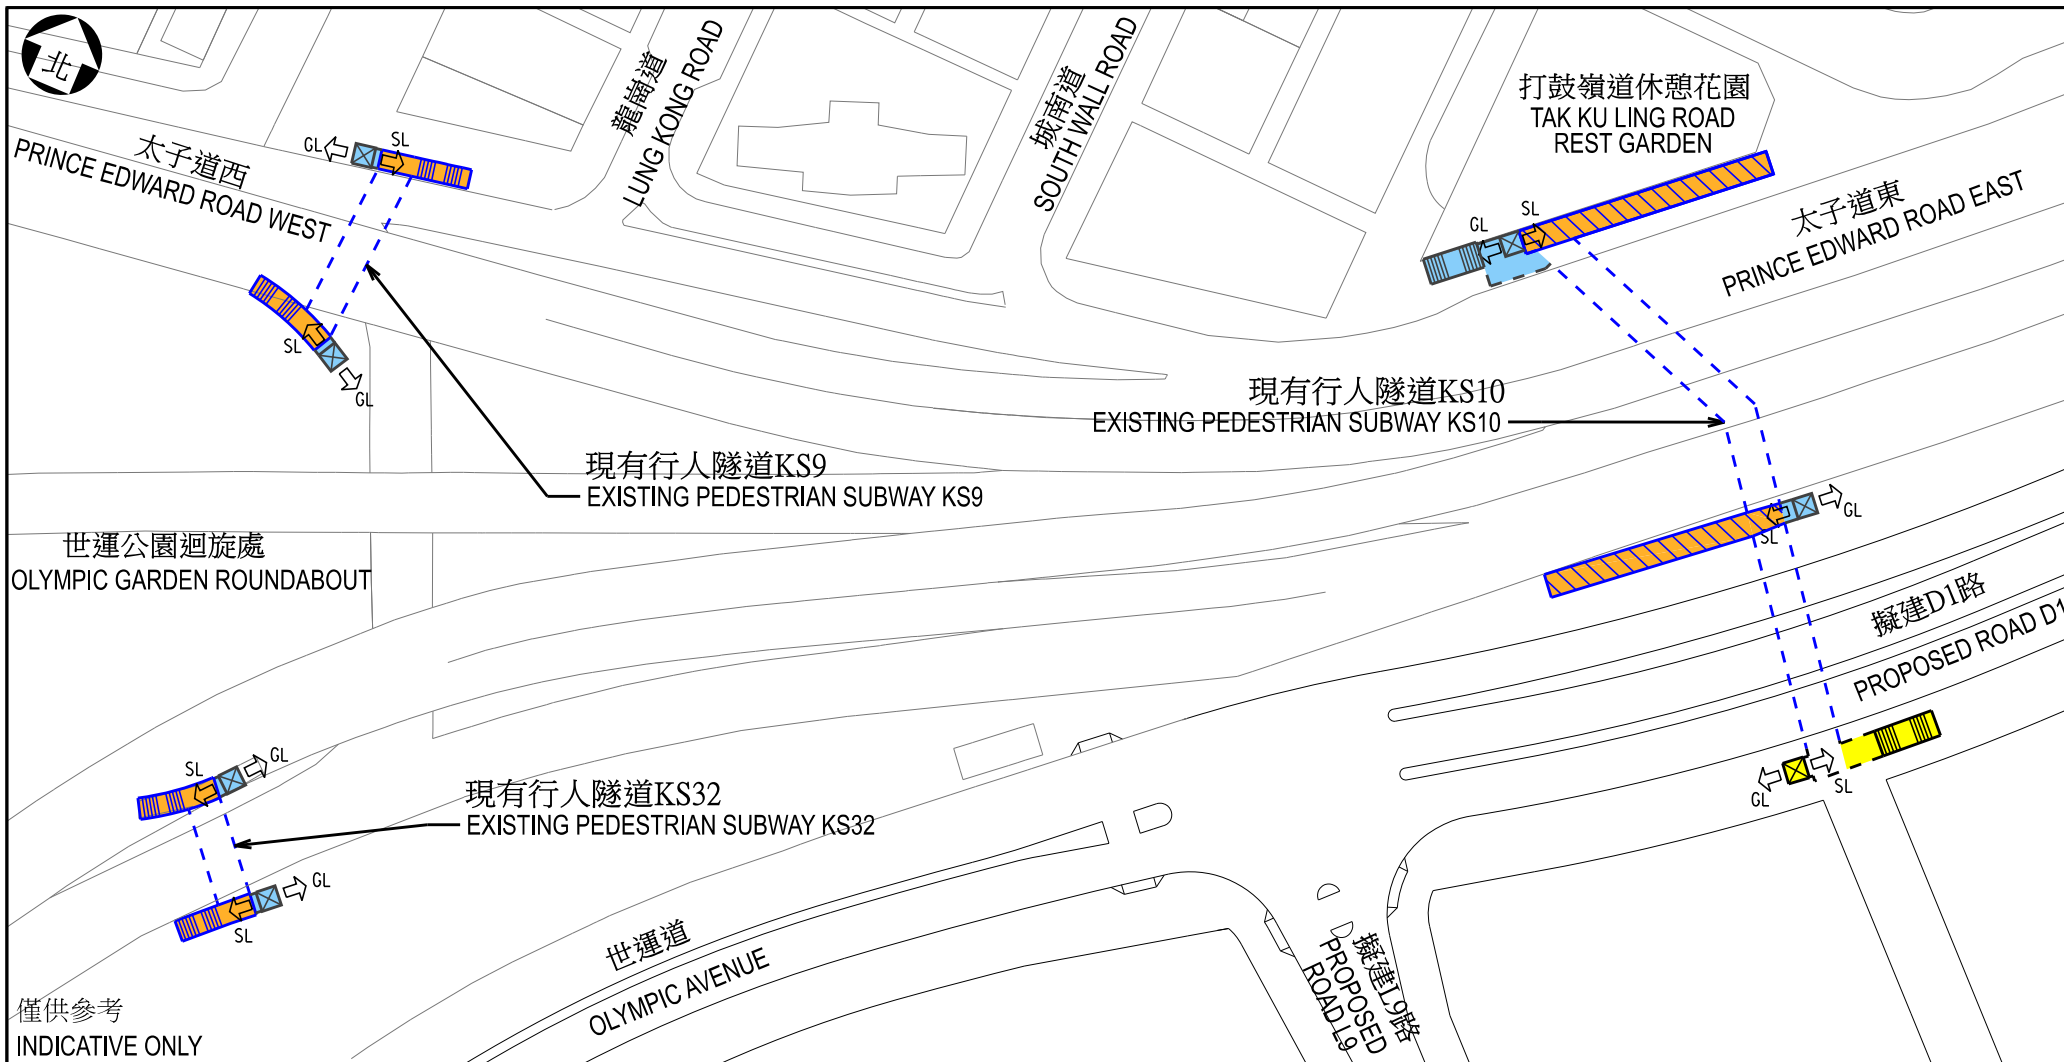 北
太子道西
PRINCE EDWARD ROAD WEST
GL
SL
龍崗道
LUNG KONG ROAD
城南道
SOUTH WALL ROAD
打鼓嶺道休憩花園
TAK KU LING ROAD
REST GARDEN
GL
SL
太子道東
PRINCE EDWARD ROAD EAST
SL
GL
現有行人隧道KS10
EXISTING PEDESTRIAN SUBWAY KS10
現有行人隧道KS9
EXISTING PEDESTRIAN SUBWAY KS9
GL
SL
世運公園迴旋處
OLYMPIC GARDEN ROUNDABOUT
擬建D1路
PROPOSED ROAD D1
SL
GL
GL
SL
現有行人隧道KS32
EXISTING PEDESTRIAN SUBWAY KS32
GL
SL
世運道
OLYMPIC AVENUE
擬建L9路
PROPOSED
ROAD L9
僅供參考
INDICATIVE ONLY